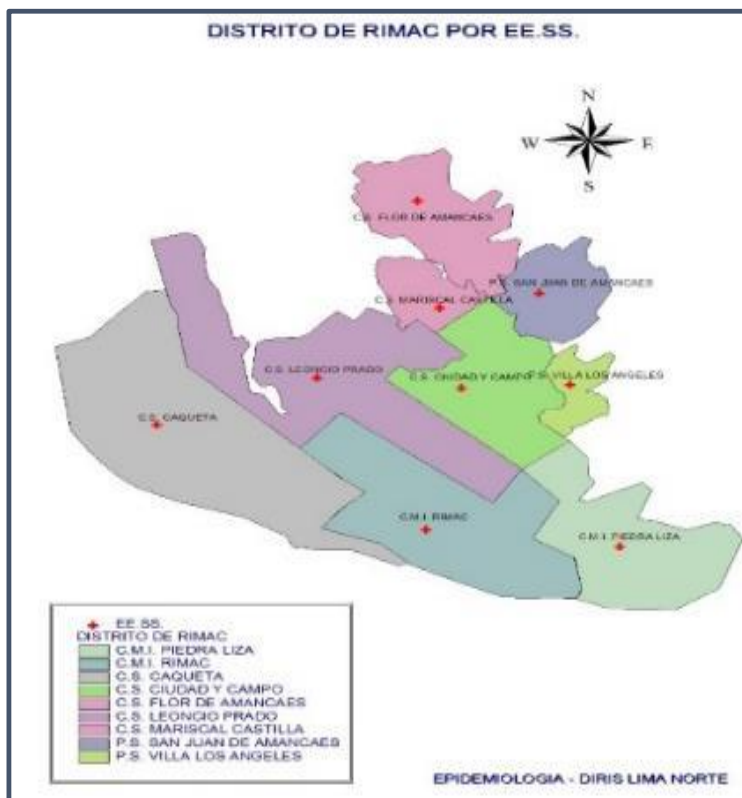 DISTRITO DE RIMAC POR EE.SS.
N
W
E
S
C.S. FLOR DE AMANCAES
P.S. SAN JUAN DE AMANCAES
C.S. MARISCAL CASTILLA
C.S. LEONCIO PRADO
C.S. CIUDAD Y CAMPO
P.S. VILLA LOS ANGELES
C.S. CAQUETA
C.M.I. RIMAC
C.M.I. PIEDRA LIZA
EE.SS.
DISTRITO DE RIMAC
C.M.I. PIEDRA LIZA
C.M.I. RIMAC
C.S. CAQUETA
C.S. CIUDAD Y CAMPO
C.S. FLOR DE AMANCAES
C.S. LEONCIO PRADO
C.S. MARISCAL CASTILLA
P.S. SAN JUAN DE AMANCAES
P.S. VILLA LOS ANGELES
EPIDEMIOLOGIA - DIRIS LIMA NORTE